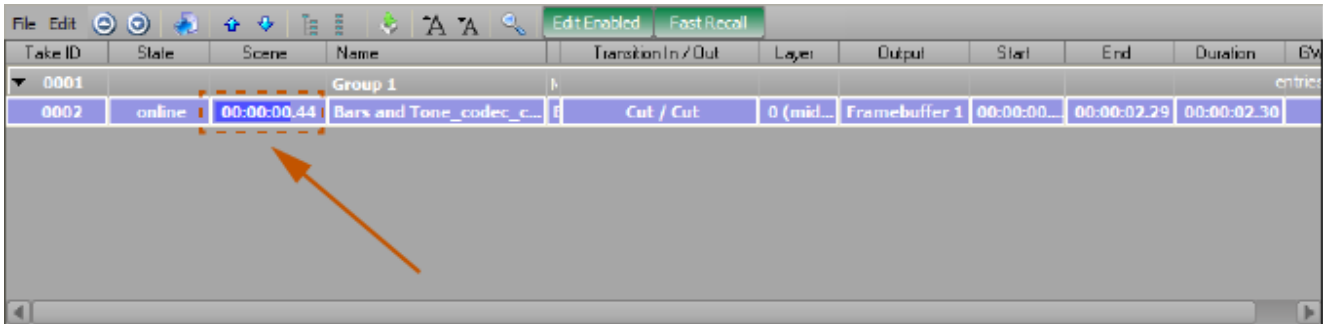 File Edit Edit Enabled Fast Recall
Take ID State Scene Name Transition In / Out Layer Output Start End Duration GW
0001 Group 1 entries
0002 online 00:00:00.44 Bars and Tone_codec_c... Cut / Cut 0 (mid... Framebuffer 1 00:00:00.... 00:00:02.29 00:00:02.30